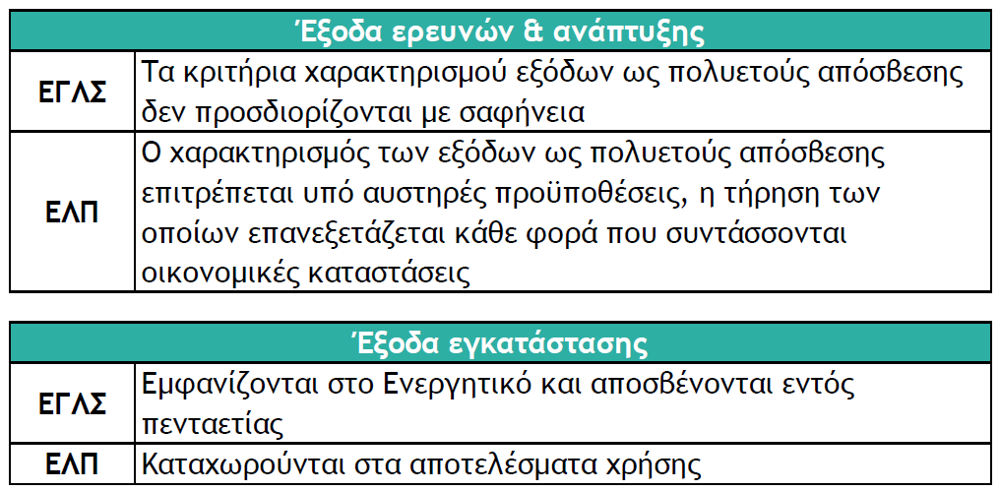 Έξοδα ερευνών & ανάπτυξης
ΕΓΛΣ
Τα κριτήρια χαρακτηρισμού εξόδων ως πολυετούς απόσβεσης
δεν προσδιορίζονται με σαφήνεια
ΕΛΠ
Ο χαρακτηρισμός των εξόδων ως πολυετούς απόσβεσης
επιτρέπεται υπό αυστηρές προϋποθέσεις, η τήρηση των
οποίων επανεξετάζεται κάθε φορά που συντάσσονται
οικονομικές καταστάσεις
Έξοδα εγκατάστασης
ΕΓΛΣ
Εμφανίζονται στο Ενεργητικό και αποσβένονται εντός
πενταετίας
ΕΛΠ
Καταχωρούνται στα αποτελέσματα χρήσης